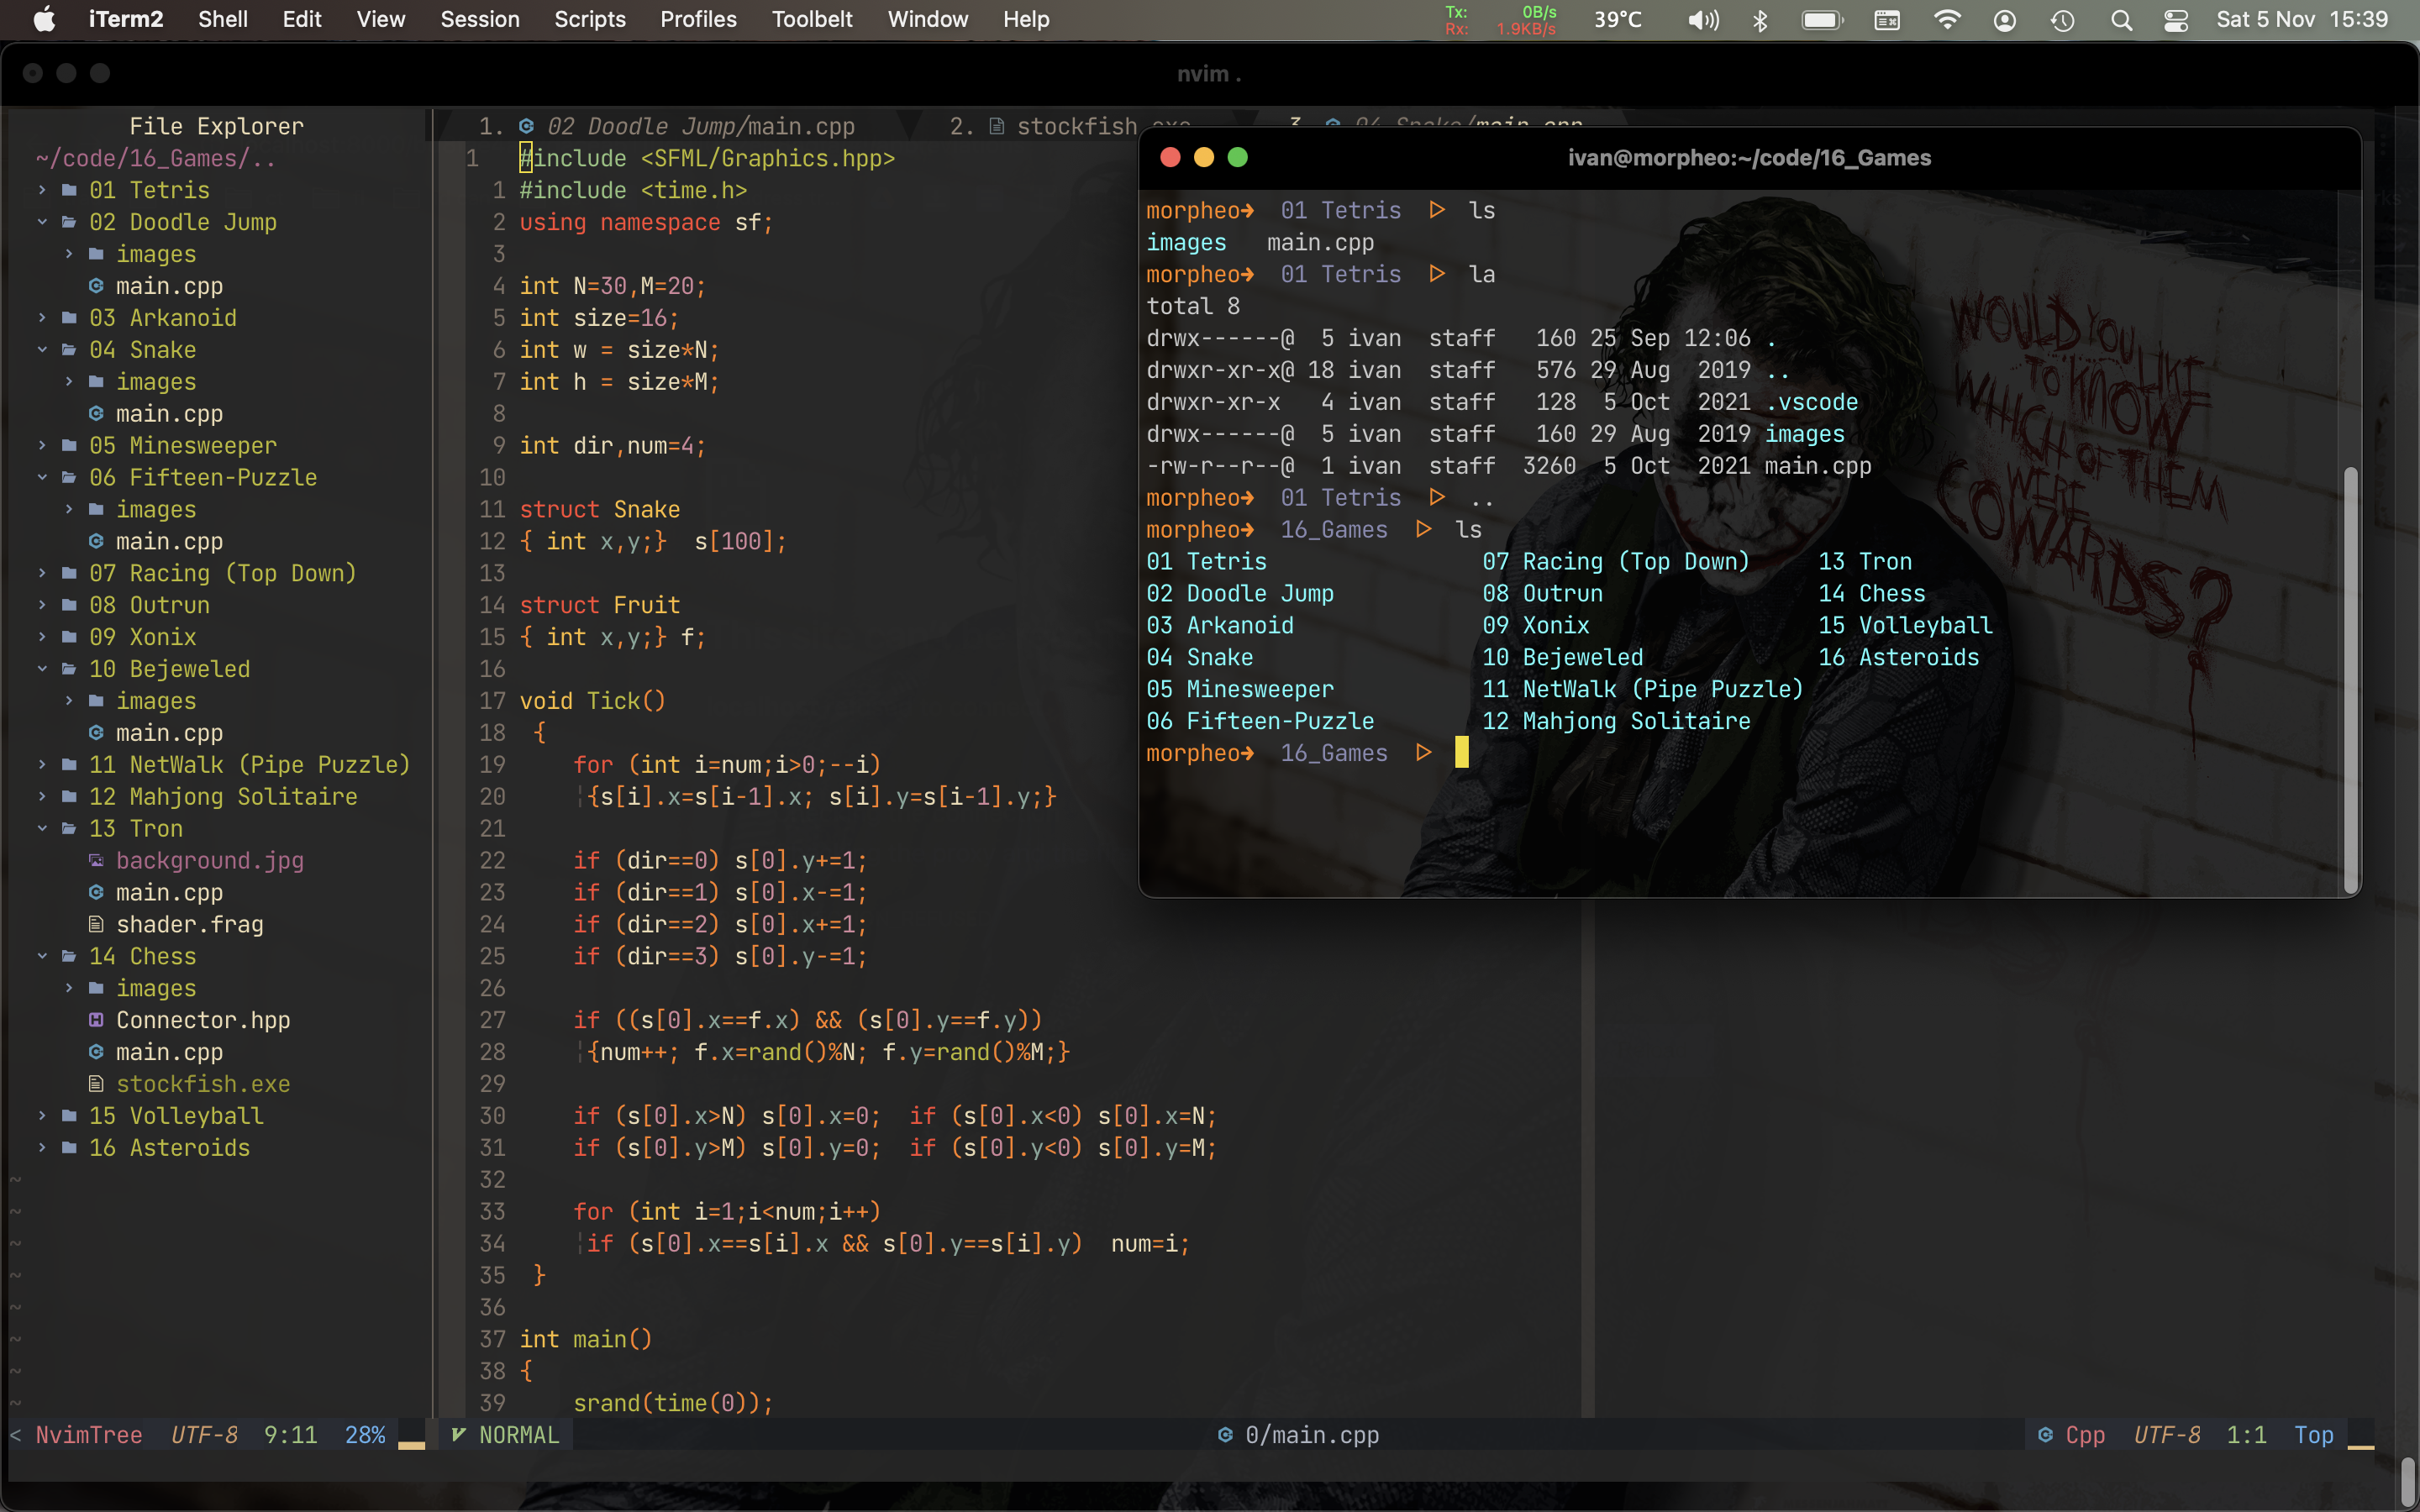 iTerm2 Shell Edit View Session Scripts Profiles Toolbelt Window Help Tx: 0B/s Rx: 1.9KB/s 39°C Sat 5 Nov 15:39
nvim .
File Explorer
~/code/16_Games/..
01 Tetris
02 Doodle Jump
images
main.cpp
03 Arkanoid
04 Snake
images
main.cpp
05 Minesweeper
06 Fifteen-Puzzle
images
main.cpp
07 Racing (Top Down)
08 Outrun
09 Xonix
10 Bejeweled
images
main.cpp
11 NetWalk (Pipe Puzzle)
12 Mahjong Solitaire
13 Tron
background.jpg
main.cpp
shader.frag
14 Chess
images
Connector.hpp
main.cpp
stockfish.exe
15 Volleyball
16 Asteroids
~
~
~
~
~
~
~
~
< NvimTree UTF-8 9:11 28%
1. 02 Doodle Jump/main.cpp 2. stockfish.exe 3. 04 Snake/main.cpp
1 #include <SFML/Graphics.hpp>
1 #include <time.h>
2 using namespace sf;
3
4 int N=30,M=20;
5 int size=16;
6 int w = size*N;
7 int h = size*M;
8
9 int dir,num=4;
10
11 struct Snake
12 { int x,y;}  s[100];
13
14 struct Fruit
15 { int x,y;} f;
16
17 void Tick()
18  {
19     for (int i=num;i>0;--i)
20     ¦{s[i].x=s[i-1].x; s[i].y=s[i-1].y;}
21
22     if (dir==0) s[0].y+=1;
23     if (dir==1) s[0].x-=1;
24     if (dir==2) s[0].x+=1;
25     if (dir==3) s[0].y-=1;
26
27     if ((s[0].x==f.x) && (s[0].y==f.y))
28     ¦{num++; f.x=rand()%N; f.y=rand()%M;}
29
30     if (s[0].x>N) s[0].x=0;  if (s[0].x<0) s[0].x=N;
31     if (s[0].y>M) s[0].y=0;  if (s[0].y<0) s[0].y=M;
32
33     for (int i=1;i<num;i++)
34     ¦if (s[0].x==s[i].x && s[0].y==s[i].y)  num=i;
35  }
36
37 int main()
38 {
39     srand(time(0));
NORMAL 0/main.cpp Cpp UTF-8 1:1 Top
ivan@morpheo:~/code/16_Games
morpheo➜  01 Tetris  ▷  ls
images   main.cpp
morpheo➜  01 Tetris  ▷  la
total 8
drwx------@  5 ivan  staff   160 25 Sep 12:06 .
drwxr-xr-x@ 18 ivan  staff   576 29 Aug  2019 ..
drwxr-xr-x   4 ivan  staff   128  5 Oct  2021 .vscode
drwx------@  5 ivan  staff   160 29 Aug  2019 images
-rw-r--r--@  1 ivan  staff  3260  5 Oct  2021 main.cpp
morpheo➜  01 Tetris  ▷  ..
morpheo➜  16_Games  ▷  ls
01 Tetris 07 Racing (Top Down) 13 Tron
02 Doodle Jump 08 Outrun 14 Chess
03 Arkanoid 09 Xonix 15 Volleyball
04 Snake 10 Bejeweled 16 Asteroids
05 Minesweeper 11 NetWalk (Pipe Puzzle)
06 Fifteen-Puzzle 12 Mahjong Solitaire
morpheo➜  16_Games  ▷
WOULD YOU LIKE
TO KNOW
WHICH OF THEM
WERE
COWARDS?